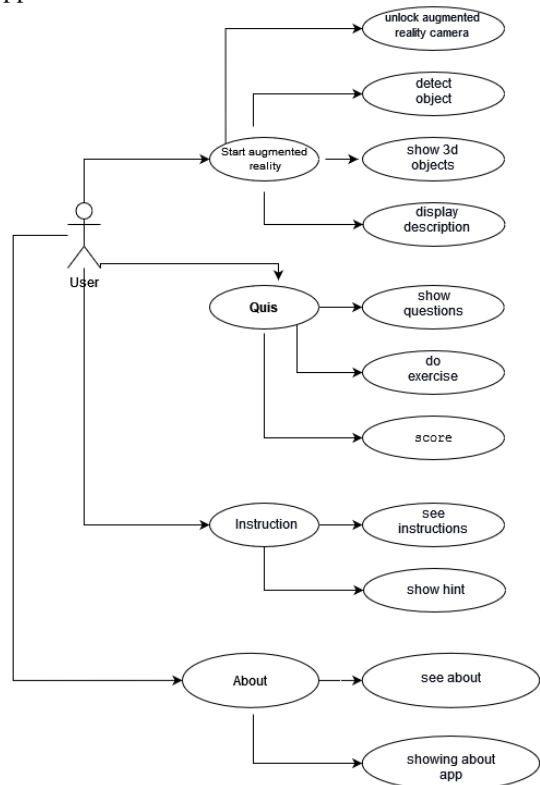 unlock augmented
reality camera
detect
object
Start augmented
reality
show 3d
objects
display
description
User
Quis
show
questions
do
exercise
score
Instruction
see
instructions
show hint
About
see about
showing about
app